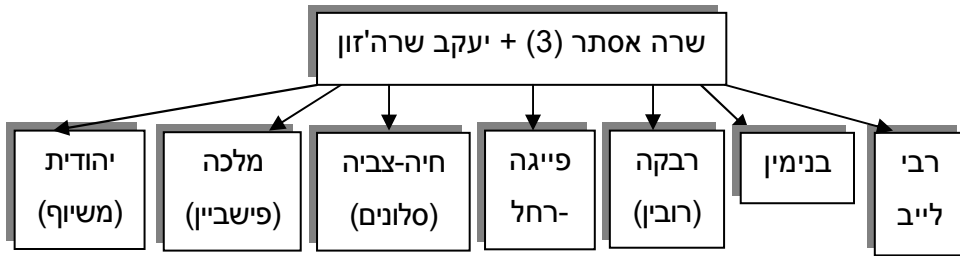 שרה אסתר (3) + יעקב שרה'זון
רבי
לייב
בנימין
רבקה
(רובין)
פייגה
-רחל
חיה-צביה
(סלונים)
מלכה
(פישביין)
יהודית
(משיוף)